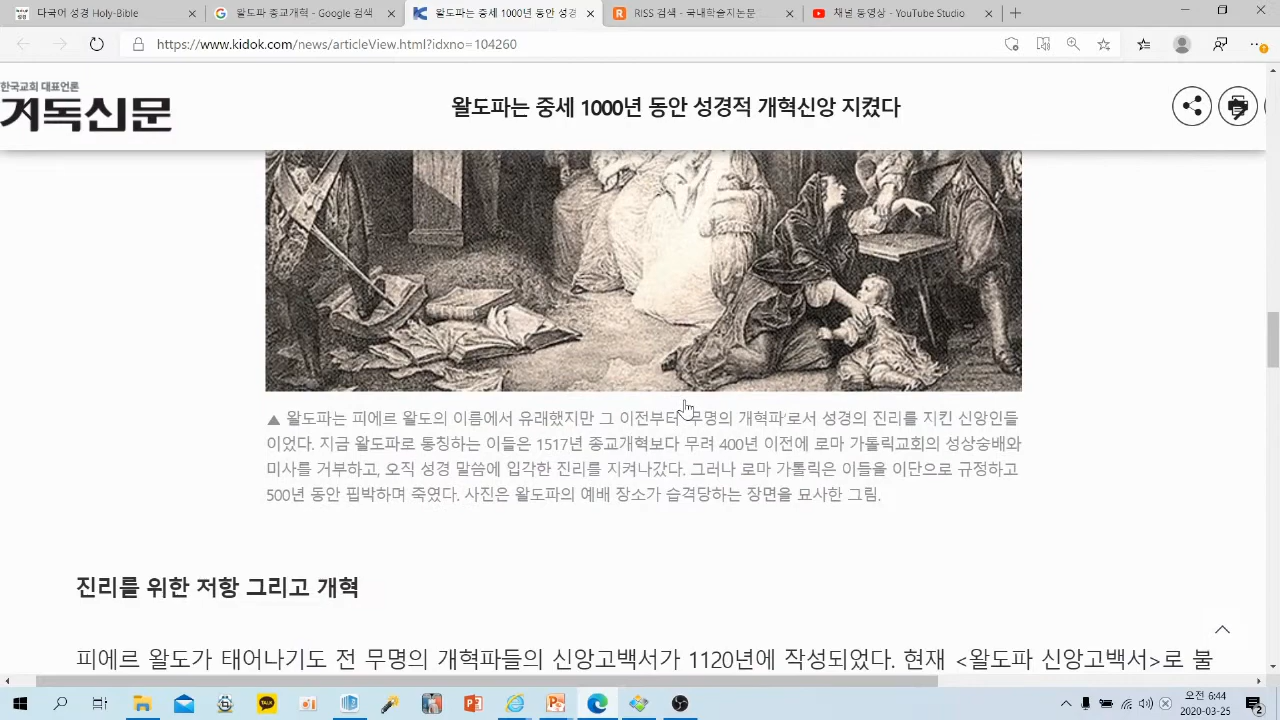 다국어 성경 HolyBible
왈도파 종교개혁 - Google 검색
왈도파는 중세 1000년 동안 성경
RISS 검색 - 국내학술지논문
채널 동영상 - YouTube Studio
https://www.kidok.com/news/articleView.html?idxno=104260
한국교회 대표언론
기독신문
왈도파는 중세 1000년 동안 성경적 개혁신앙 지켰다
▲ 왈도파는 피에르 왈도의 이름에서 유래했지만 그 이전부터 '무명의 개혁파'로서 성경의 진리를 지킨 신앙인들
이었다. 지금 왈도파로 통칭하는 이들은 1517년 종교개혁보다 무려 400년 이전에 로마 가톨릭교회의 성상숭배와
미사를 거부하고, 오직 성경 말씀에 입각한 진리를 지켜나갔다. 그러나 로마 가톨릭은 이들을 이단으로 규정하고
500년 동안 핍박하며 죽였다. 사진은 왈도파의 예배 장소가 습격당하는 장면을 묘사한 그림.
진리를 위한 저항 그리고 개혁
피에르 왈도가 태어나기도 전 무명의 개혁파들의 신앙고백서가 1120년에 작성되었다. 현재 <왈도파 신앙고백서>로 불
TALK
오전 6:44
2020-03-25
2